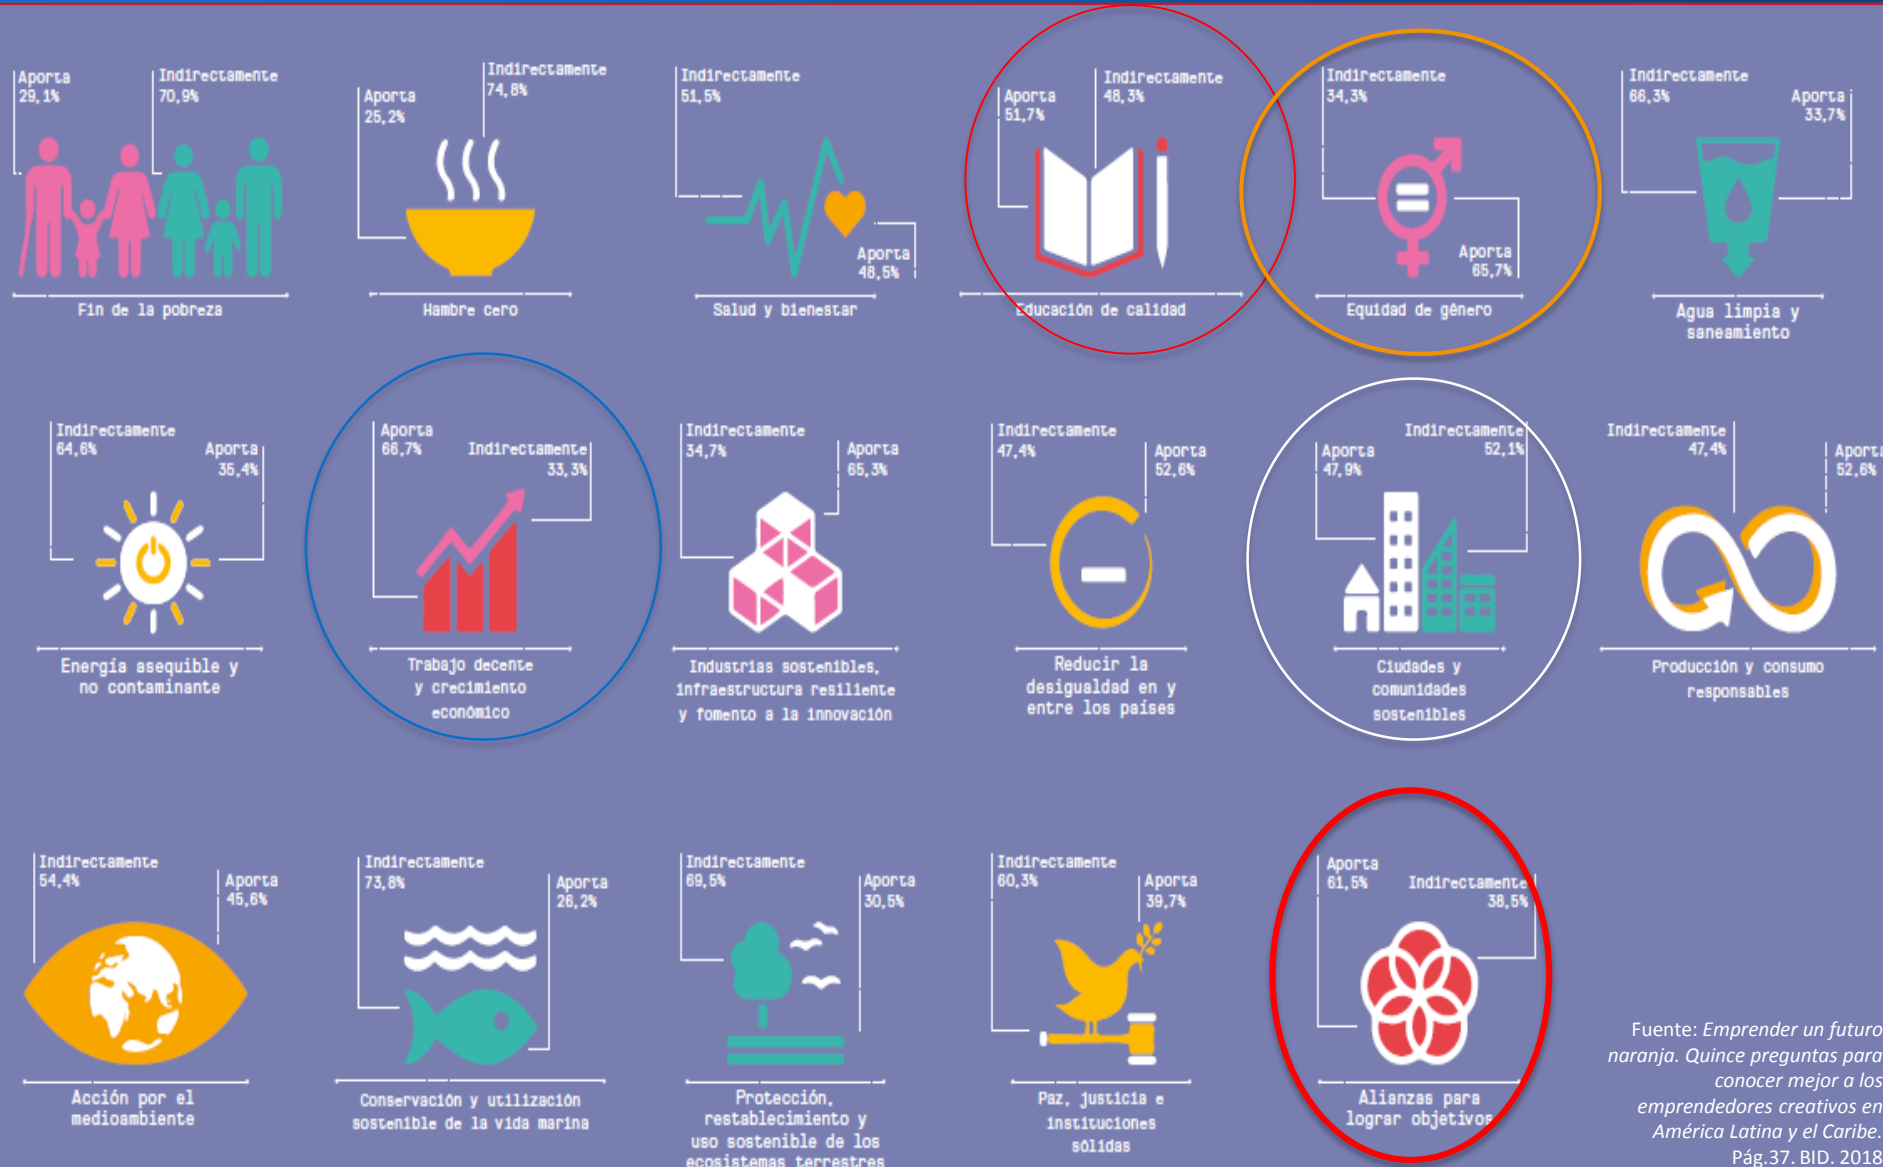 Aporta
29,1%
Indirectamente
70,9%
Fin de la pobreza
Aporta
25,2%
Indirectamente
74,8%
Hambre cero
Indirectamente
51,5%
Aporta
48,5%
Salud y bienestar
Aporta
51,7%
Indirectamente
48,3%
Educación de calidad
Indirectamente
34,3%
Aporta
65,7%
Equidad de género
Indirectamente
66,3%
Aporta
33,7%
Agua limpia y
saneamiento
Indirectamente
64,6%
Aporta
35,4%
Energía asequible y
no contaminante
Aporta
66,7%
Indirectamente
33,3%
Trabajo decente
y crecimiento
económico
Indirectamente
34,7%
Aporta
65,3%
Industrias sostenibles,
infraestructura resiliente
y fomento a la innovación
Indirectamente
47,4%
Aporta
52,6%
Reducir la
desigualdad en y
entre los países
Aporta
47,9%
Indirectamente
52,1%
Ciudades y
comunidades
sostenibles
Indirectamente
47,4%
Aporta
52,6%
Producción y consumo
responsables
Indirectamente
54,4%
Aporta
45,6%
Acción por el
medioambiente
Indirectamente
73,8%
Aporta
26,2%
Conservación y utilización
sostenible de la vida marina
Indirectamente
69,5%
Aporta
30,5%
Protección,
restablecimiento y
uso sostenible de los
ecosistemas terrestres
Indirectamente
60,3%
Aporta
39,7%
Paz, justicia e
instituciones
sólidas
Aporta
61,5%
Indirectamente
38,5%
Alianzas para
lograr objetivos
Fuente: Emprender un futuro
naranja. Quince preguntas para
conocer mejor a los
emprendedores creativos en
América Latina y el Caribe.
Pág.37. BID. 2018